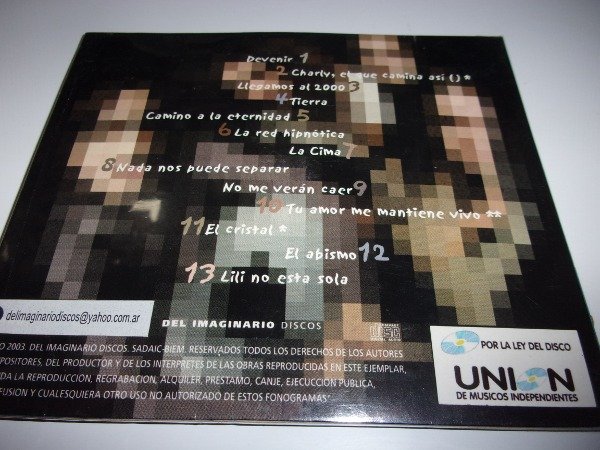 Devenir 1
2 Charly, el que camina así () *
Llegamos al 2000 3
4 Tierra
Camino a la eternidad 5
6 La red hipnótica
La Cima 7
8 Nada nos puede separar
No me verán caer 9
10 Tu amor me mantiene vivo **
11 El cristal *
El abismo 12
13 Lili no esta sola
delimaginariodiscos@yahoo.com.ar
DEL IMAGINARIO DISCOS
O 2003. DEL IMAGINARIO DISCOS. SADAIC-BIEM. RESERVADOS TODOS LOS DERECHOS DE LOS AUTORES
POSITORES, DEL PRODUCTOR Y DE LOS INTERPRETES DE LAS OBRAS REPRODUCIDAS EN ESTE EJEMPLAR,
DA LA REPRODUCCION, REGRABACION, ALQUILER, PRESTAMO, CANJE, EJECUCCION PUBLICA,
FUSION Y CUALESQUIERA OTRO USO NO AUTORIZADO DE ESTOS FONOGRAMAS"
POR LA LEY DEL DISCO
UNION
DE MUSICOS INDEPENDIENTES